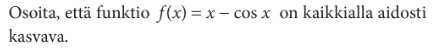 Osoita, että funktio f(x) = x – cos x on kaikkialla aidosti
kasvava.